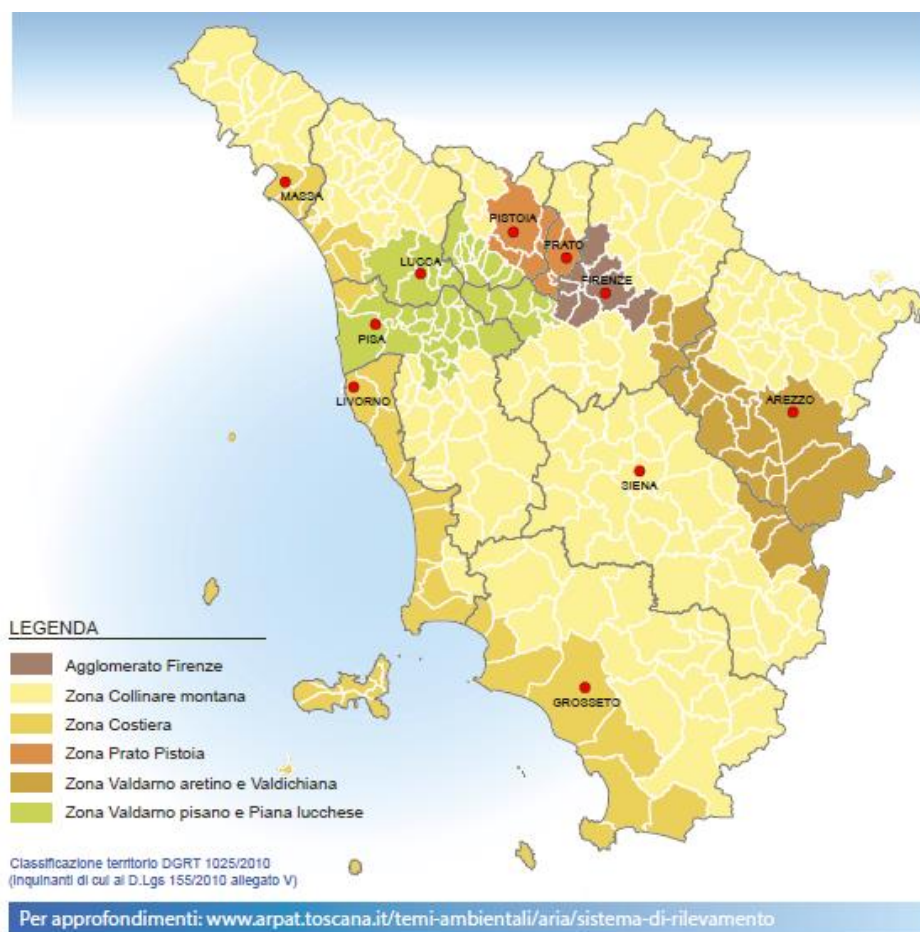 MASSA
PISTOIA
PRATO
LUCCA
FIRENZE
PISA
LIVORNO
AREZZO
SIENA
GROSSETO
LEGENDA
Agglomerato Firenze
Zona Collinare montana
Zona Costiera
Zona Prato Pistoia
Zona Valdarno aretino e Valdichiana
Zona Valdarno pisano e Piana lucchese
Classificazione territorio DGRT 1025/2010
(Inquinanti di cui al D.Lgs 155/2010 allegato V)
Per approfondimenti: www.arpat.toscana.it/temi-ambientali/aria/sistema-di-rilevamento